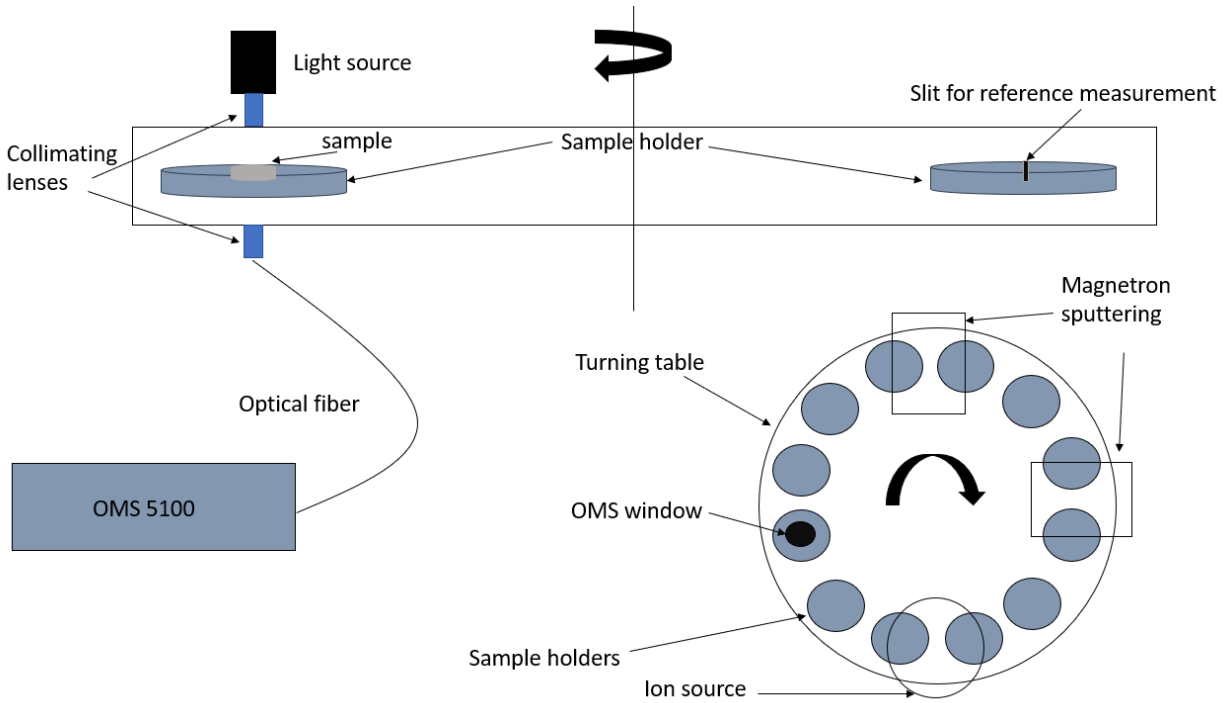 Light source
Slit for reference measurement
sample
Sample holder
Collimating
lenses
Magnetron
sputtering
Turning table
Optical fiber
OMS 5100
OMS window
Sample holders
Ion source